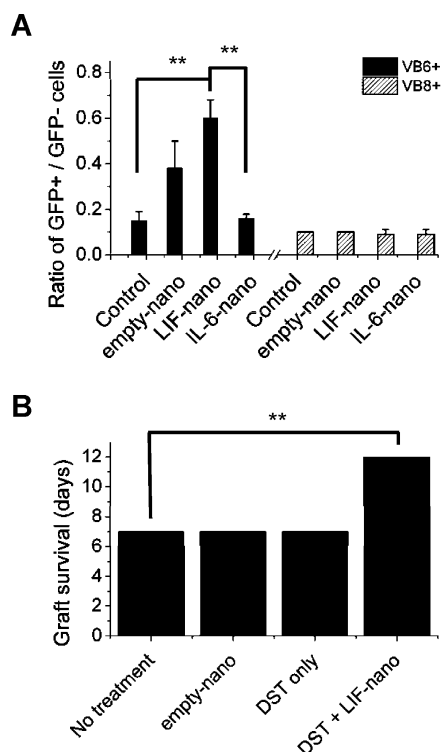 A
** **
VB6+
VB8+
Ratio of GFP+ / GFP- cells
0.8
0.6
0.4
0.2
0.0
Control
empty-nano
LIF-nano
IL-6-nano
Control
empty-nano
LIF-nano
IL-6-nano
B
**
Graft survival (days)
12
10
8
6
4
2
0
No treatment
empty-nano
DST only
DST + LIF-nano